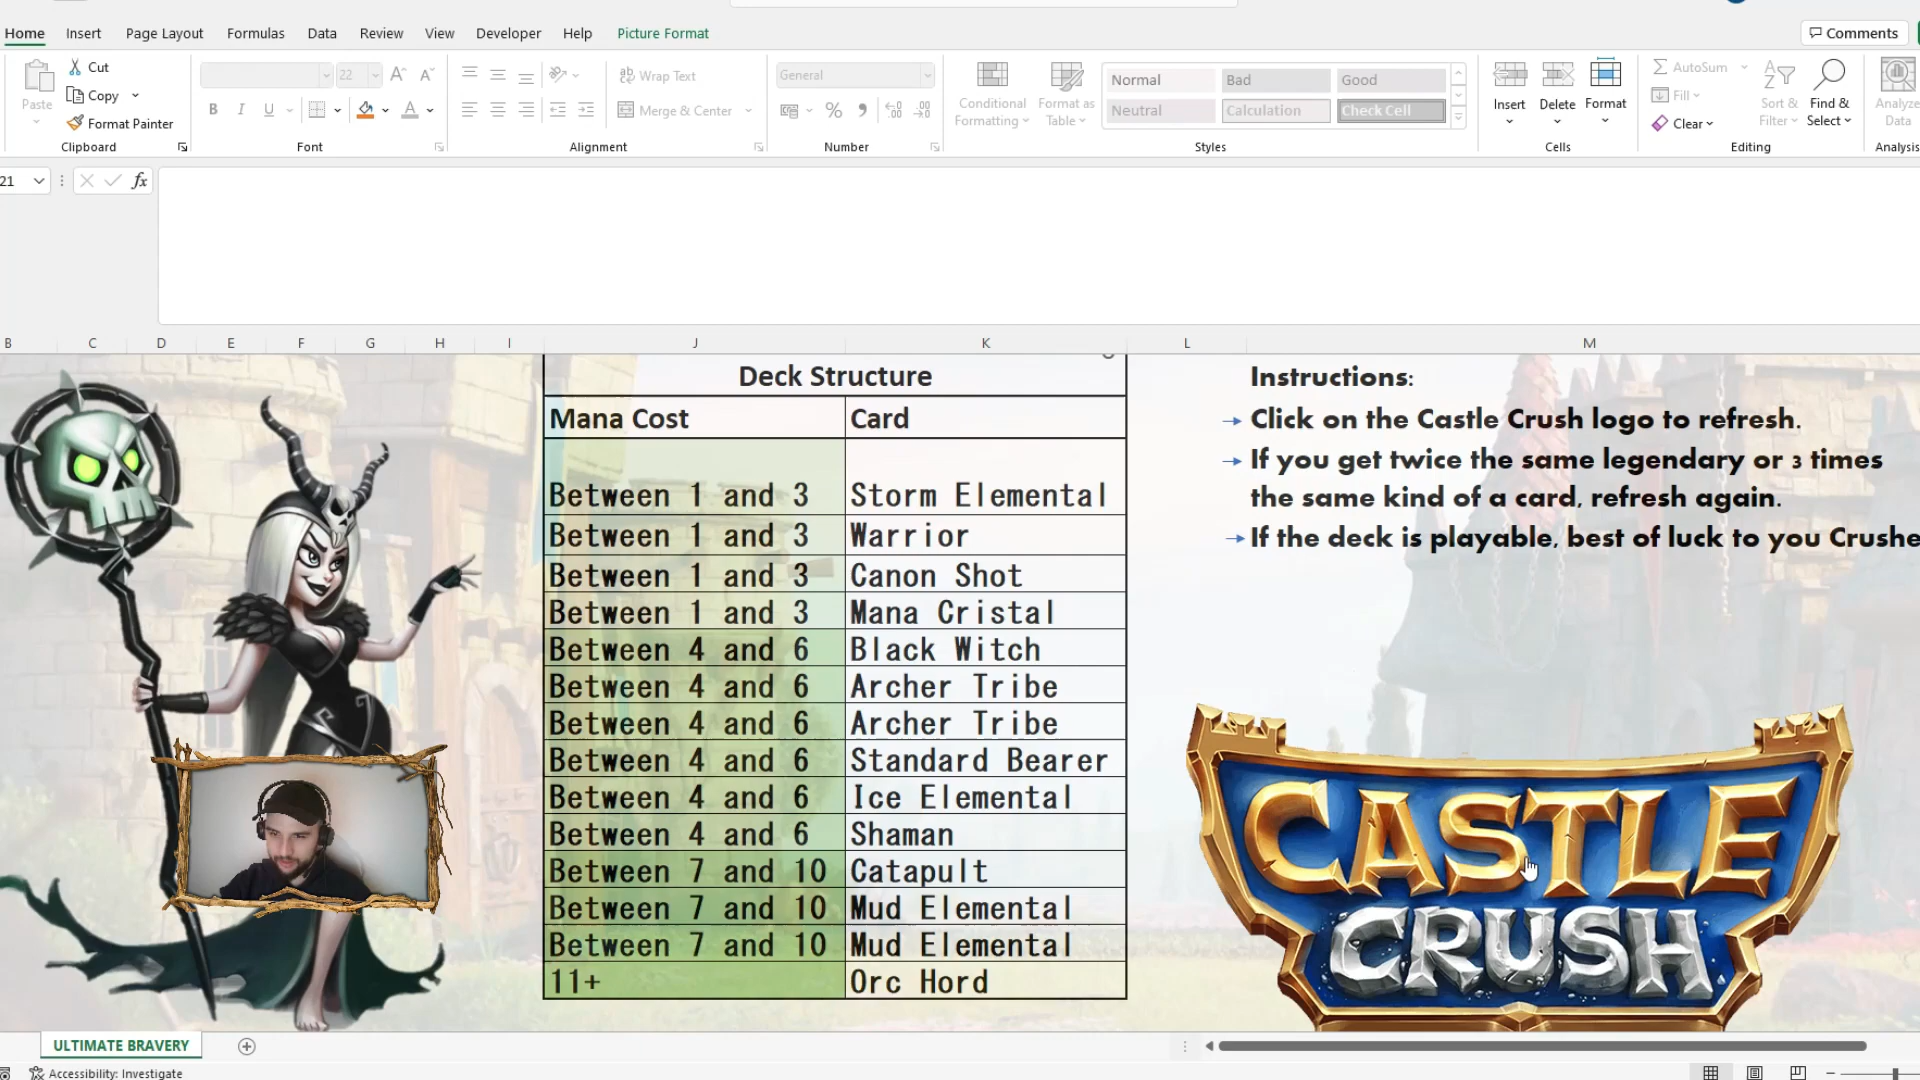 Home Insert Page Layout Formulas Data Review View Developer Help Picture Format Comments
Paste Cut Copy Format Painter Clipboard
22 B I U Font
ab Wrap Text Merge & Center Alignment
General % Number
Conditional Formatting Format as Table
Normal Bad Good
Neutral Calculation Check Cell
Styles
Insert Delete Format Cells
AutoSum Fill Clear Sort & Filter Find & Select Editing
Analyze Data Analysis
21 fx
B C D E F G H I J K L M
Deck Structure
Mana Cost Card
Between 1 and 3 Storm Elemental
Between 1 and 3 Warrior
Between 1 and 3 Canon Shot
Between 1 and 3 Mana Cristal
Between 4 and 6 Black Witch
Between 4 and 6 Archer Tribe
Between 4 and 6 Archer Tribe
Between 4 and 6 Standard Bearer
Between 4 and 6 Ice Elemental
Between 4 and 6 Shaman
Between 7 and 10 Catapult
Between 7 and 10 Mud Elemental
Between 7 and 10 Mud Elemental
11+ Orc Hord
Instructions:
Click on the Castle Crush logo to refresh.
If you get twice the same legendary or 3 times
the same kind of a card, refresh again.
If the deck is playable, best of luck to you Crushe
CASTLE
CRUSH
ULTIMATE BRAVERY
Accessibility: Investigate